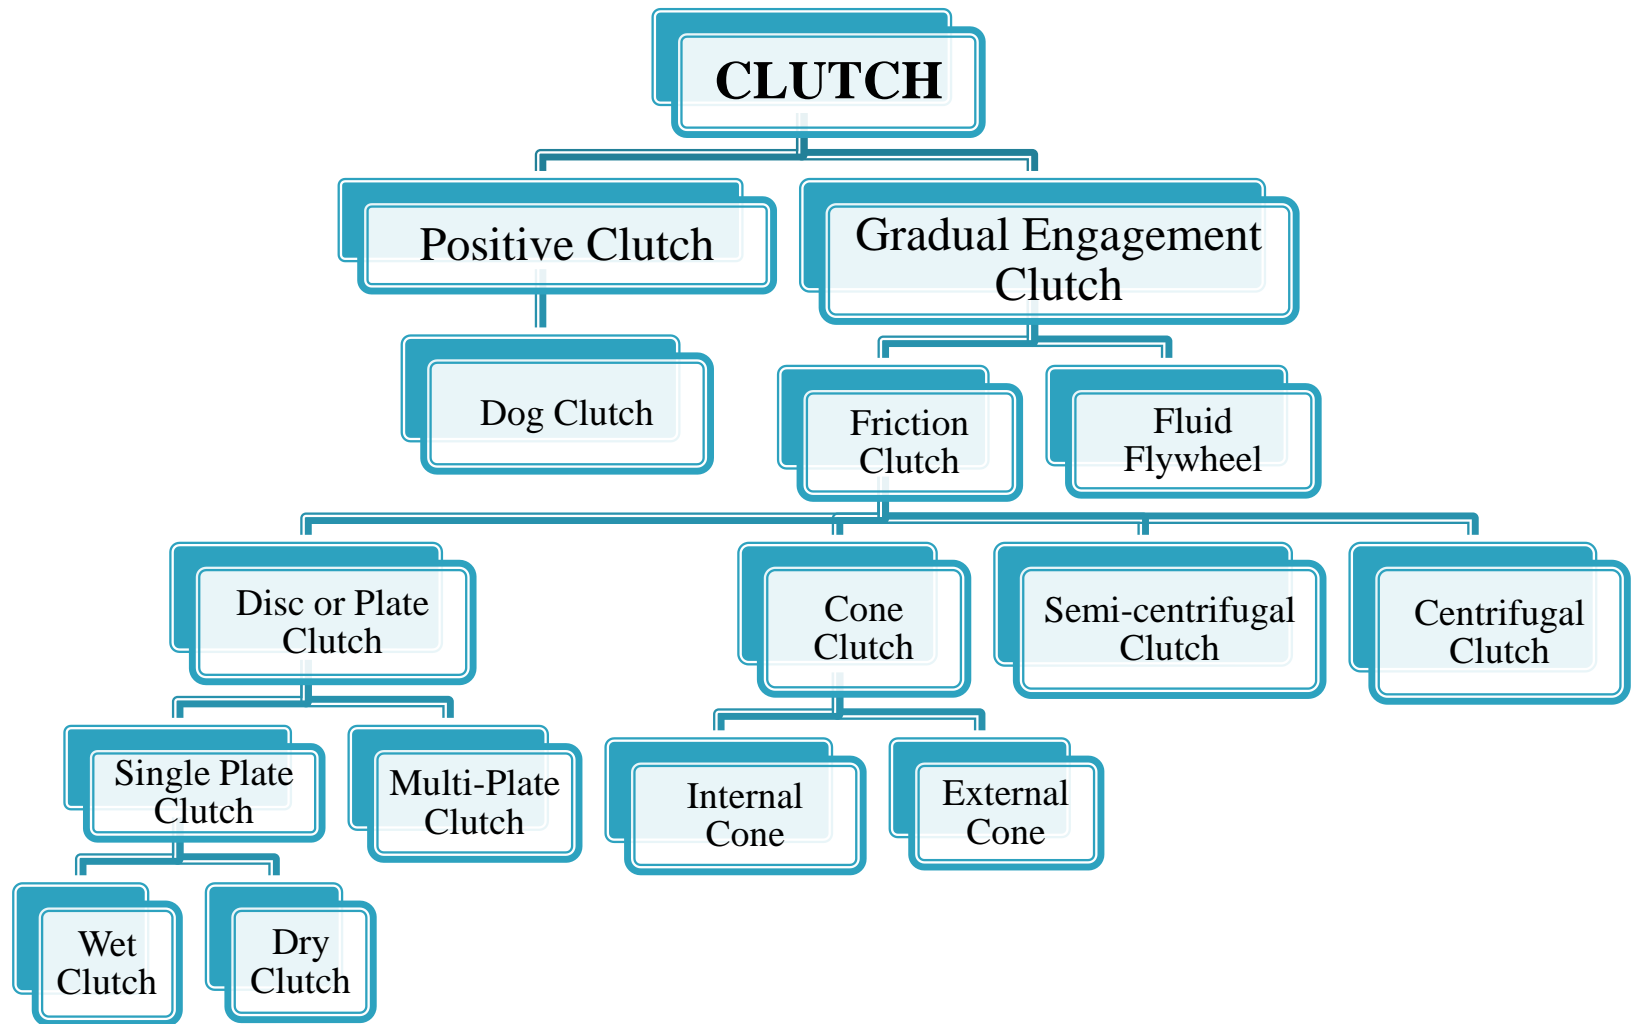 CLUTCH
Positive Clutch
Gradual Engagement
Clutch
Dog Clutch
Friction
Clutch
Fluid
Flywheel
Disc or Plate
Clutch
Cone
Clutch
Semi-centrifugal
Clutch
Centrifugal
Clutch
Single Plate
Clutch
Multi-Plate
Clutch
Internal
Cone
External
Cone
Wet
Clutch
Dry
Clutch